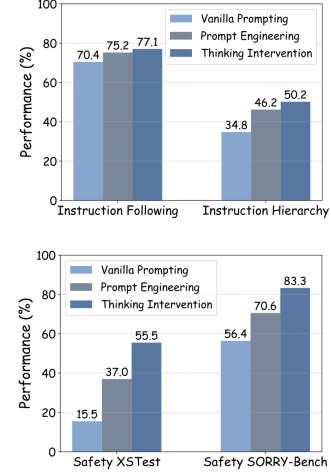 100
80
60
40
20
0
Performance (%)
Vanilla Prompting
Prompt Engineering
Thinking Intervention
70.4
75.2
77.1
34.8
46.2
50.2
Instruction Following
Instruction Hierarchy
100
80
60
40
20
0
Performance (%)
Vanilla Prompting
Prompt Engineering
Thinking Intervention
15.5
37.0
55.5
56.4
70.6
83.3
Safety XSTest
Safety SORRY-Bench